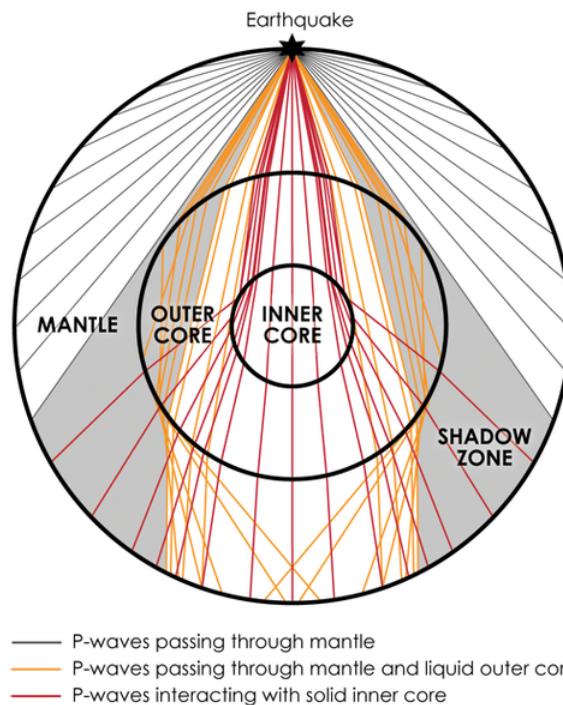 Earthquake
MANTLE
OUTER
CORE
INNER
CORE
SHADOW
ZONE
P-waves passing through mantle
P-waves passing through mantle and liquid outer cor
P-waves interacting with solid inner core